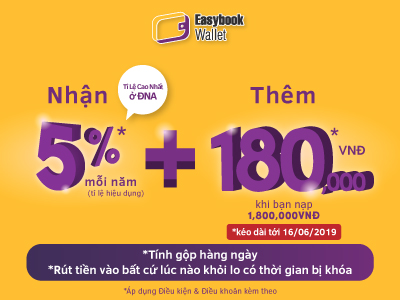 Easybook
Wallet
Tỉ Lệ Cao Nhất
ở ĐNA
Nhận
5%*
mỗi năm
(tỉ lệ hiệu dụng)
+
Thêm
180,000* VNĐ
khi bạn nạp
1,800,000VNĐ
*kéo dài tới 16/06/2019
*Tính gộp hàng ngày
*Rút tiền vào bất cứ lúc nào khỏi lo có thời gian bị khóa
*Áp dụng Điều kiện & Điều khoản kèm theo